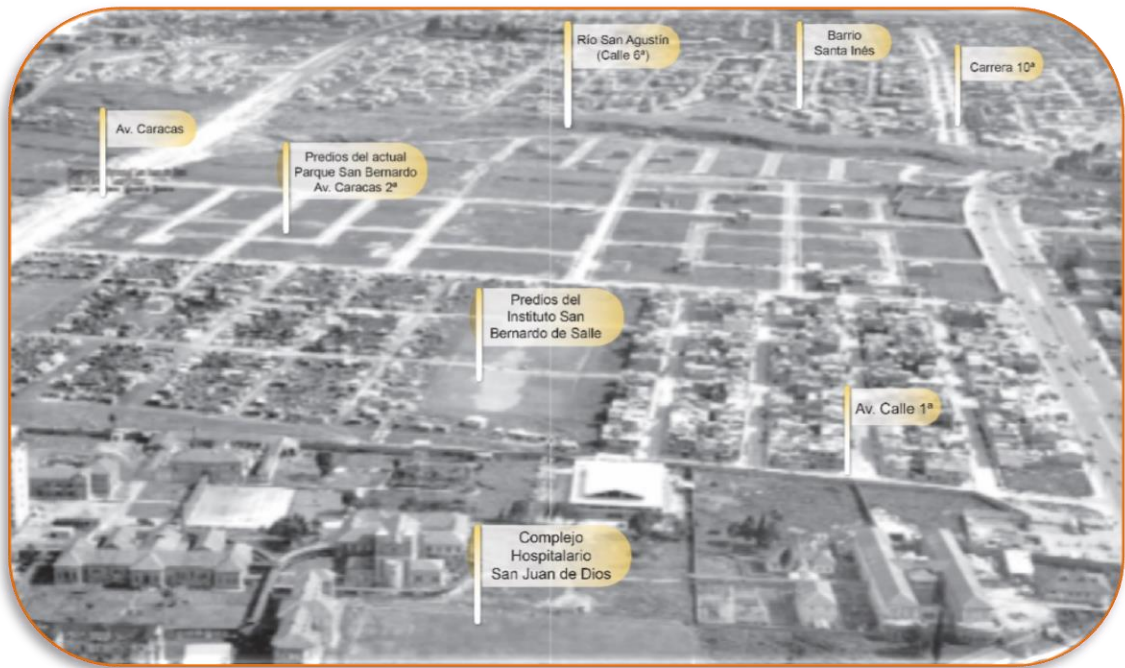 Río San Agustín
(Calle 6ª)
Barrio
Santa Inés
Carrera 10ª
Av. Caracas
Predios del actual
Parque San Bernardo
Av. Caracas 2ª
Predios del
Instituto San
Bernardo de Salle
Av. Calle 1ª
Complejo
Hospitalario
San Juan de Dios